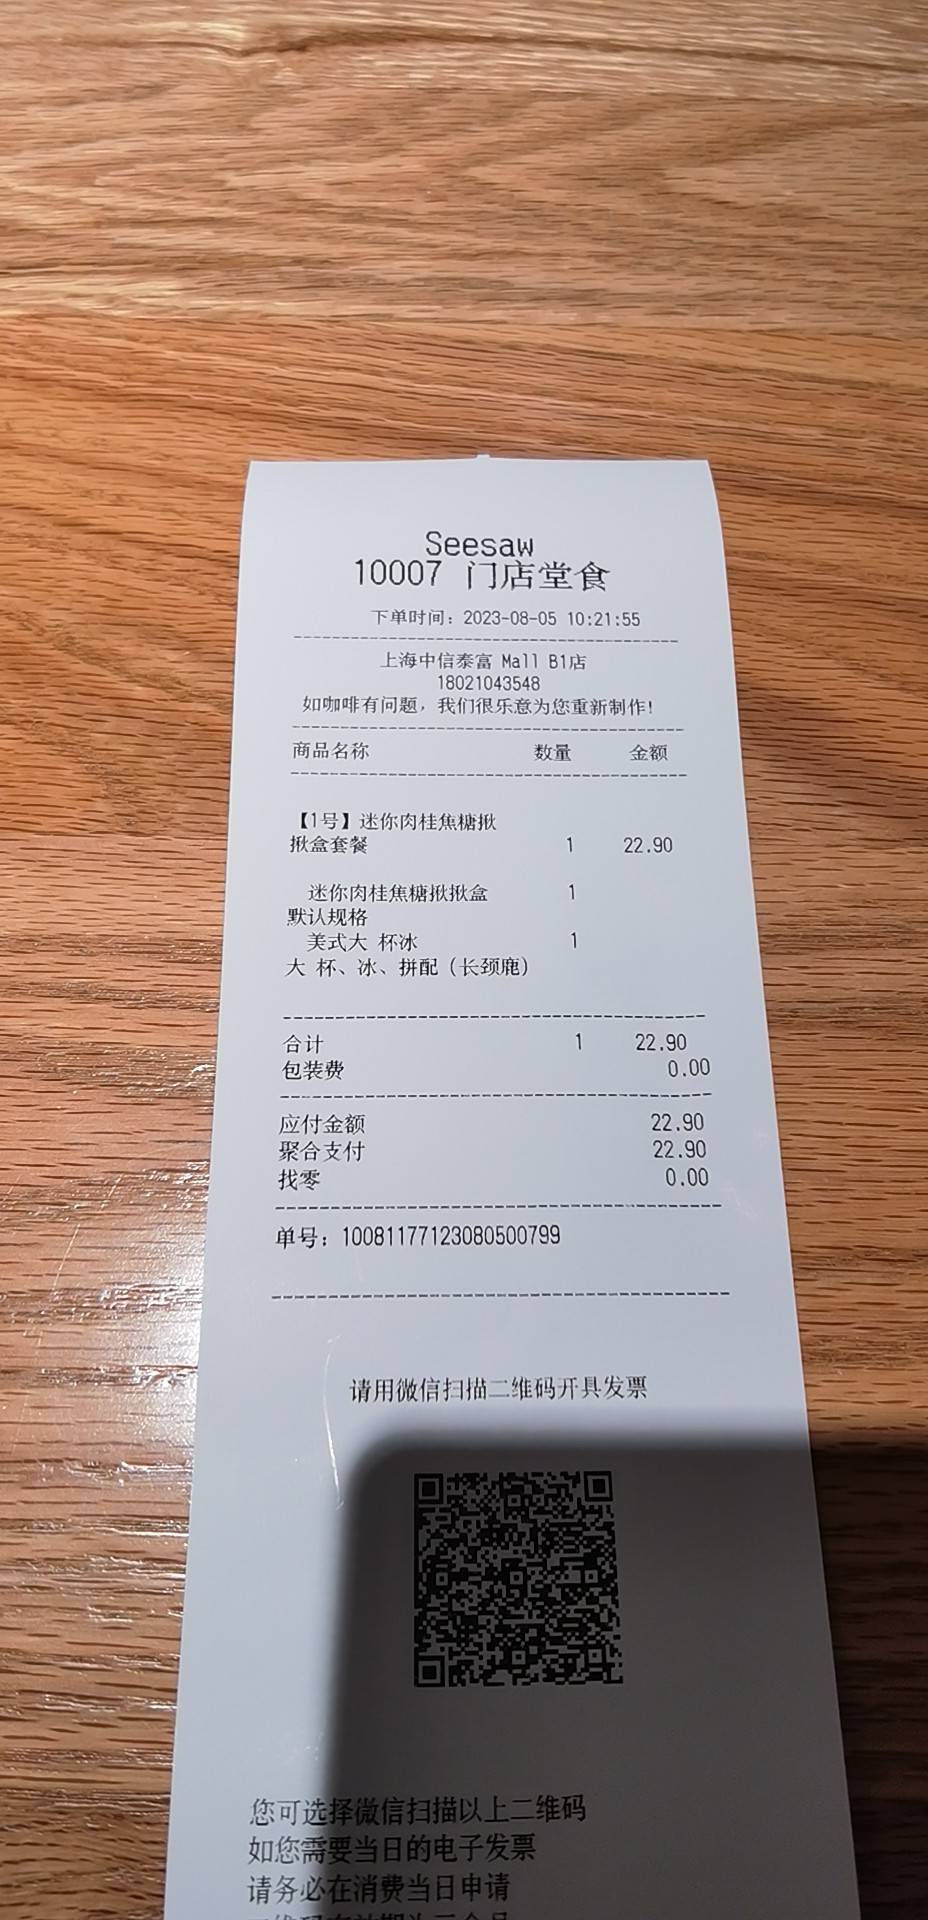 Seesaw
10007 门店堂食
下单时间：2023-08-05 10:21:55
上海中信泰富 Mall B1店
18021043548
如咖啡有问题，我们很乐意为您重新制作！
商品名称 数量 金额
【1号】迷你肉桂焦糖揪
揪盒套餐 1 22.90
迷你肉桂焦糖揪揪盒 1
默认规格
美式大 杯冰 1
大 杯、冰、拼配（长颈鹿）
合计 1 22.90
包装费 0.00
应付金额 22.90
聚合支付 22.90
找零 0.00
单号：10081177123080500799
请用微信扫描二维码开具发票
您可选择微信扫描以上二维码
如您需要当日的电子发票
请务必在消费当日申请